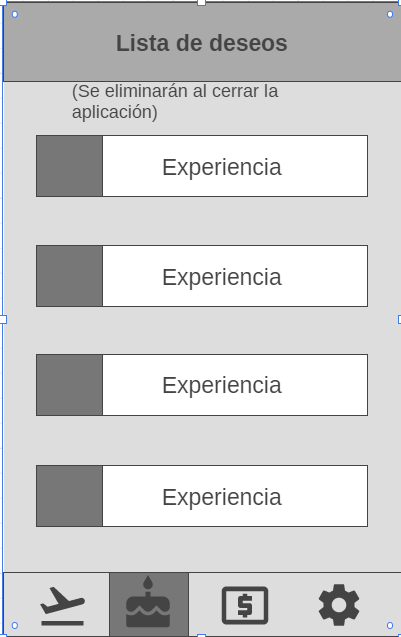 Lista de deseos
(Se eliminarán al cerrar la
aplicación)
Experiencia
Experiencia
Experiencia
Experiencia
$